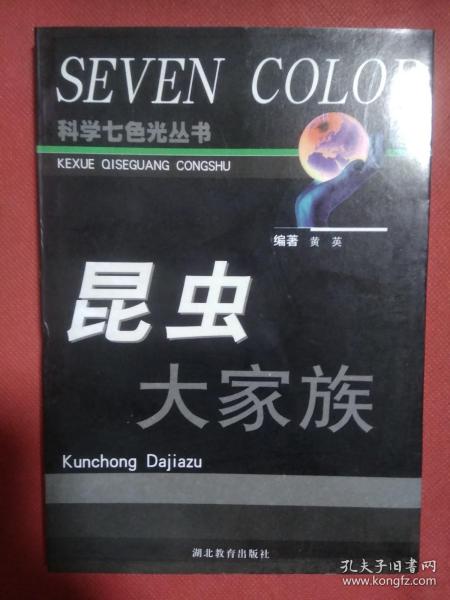 SEVEN COLOR
科学七色光丛书
KEXUE QISEGUANG CONGSHU
编著 黄 英
昆虫
大家族
Kunchong Dajiazu
湖北教育出版社
孔夫子旧书网
www.kongfz.com